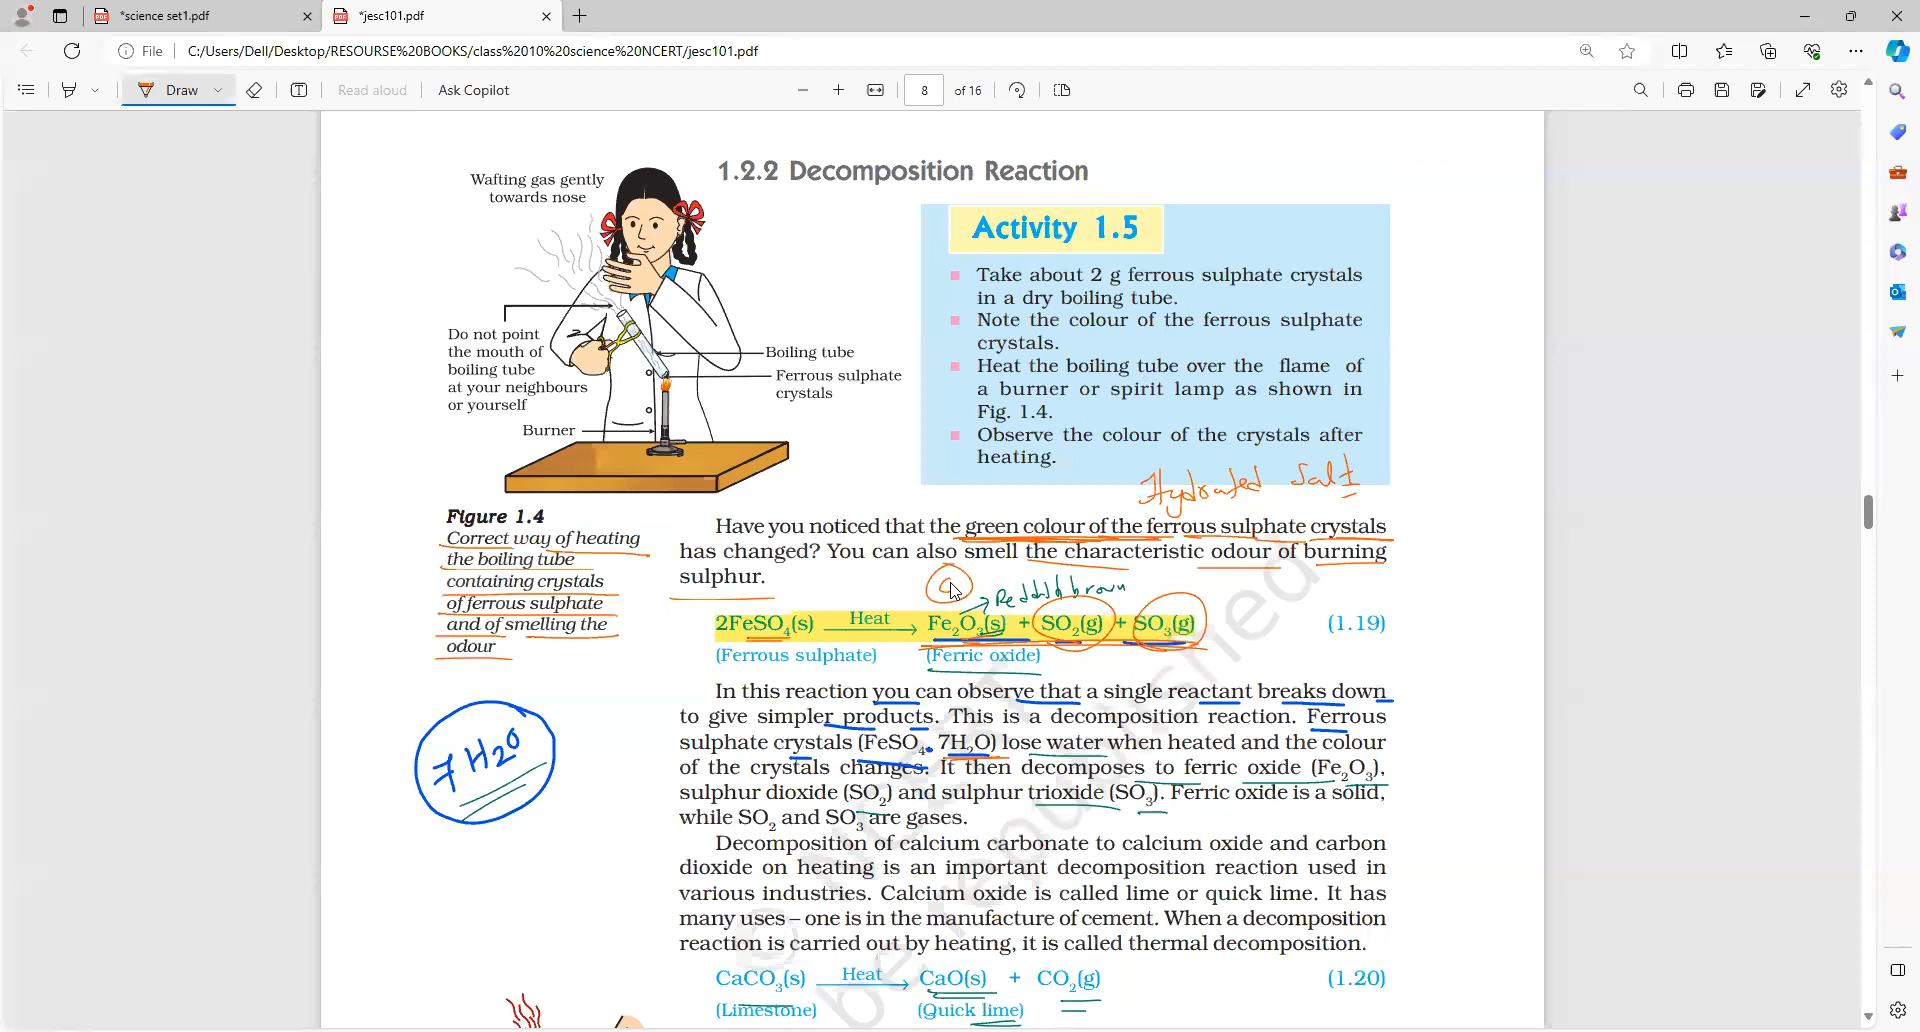 *science set1.pdf
*jesc101.pdf
File
C:/Users/Dell/Desktop/RESOURSE%20BOOKS/class%2010%20science%20NCERT/jesc101.pdf
Draw
Read aloud
Ask Copilot
8 of 16
1.2.2 Decomposition Reaction
Wafting gas gently
towards nose
Do not point
the mouth of
boiling tube
at your neighbours
or yourself
Boiling tube
Ferrous sulphate
crystals
Burner
Activity 1.5
Take about 2 g ferrous sulphate crystals
in a dry boiling tube.
Note the colour of the ferrous sulphate
crystals.
Heat the boiling tube over the flame of
a burner or spirit lamp as shown in
Fig. 1.4.
Observe the colour of the crystals after
heating.
Hydrated Salt
Figure 1.4
Correct way of heating
the boiling tube
containing crystals
of ferrous sulphate
and of smelling the
odour
Have you noticed that the green colour of the ferrous sulphate crystals
has changed? You can also smell the characteristic odour of burning
sulphur.
brown
2FeSO₄(s) Heat → Fe₂O₃(s) + SO₂(g) + SO₃(g) (1.19)
(Ferrous sulphate) (Ferric oxide)
In this reaction you can observe that a single reactant breaks down
to give simpler products. This is a decomposition reaction. Ferrous
sulphate crystals (FeSO₄. 7H₂O) lose water when heated and the colour
of the crystals changes. It then decomposes to ferric oxide (Fe₂O₃),
sulphur dioxide (SO₂) and sulphur trioxide (SO₃). Ferric oxide is a solid,
while SO₂ and SO₃ are gases.
7H₂O
Decomposition of calcium carbonate to calcium oxide and carbon
dioxide on heating is an important decomposition reaction used in
various industries. Calcium oxide is called lime or quick lime. It has
many uses – one is in the manufacture of cement. When a decomposition
reaction is carried out by heating, it is called thermal decomposition.
CaCO₃(s) Heat → CaO(s) + CO₂(g) (1.20)
(Limestone) (Quick lime)
© NCERT
be republished